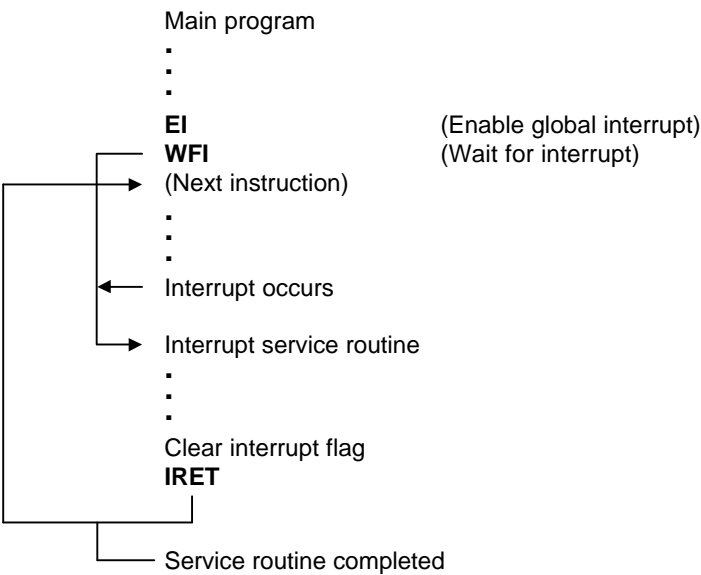 Main program
.
.
.
EI (Enable global interrupt)
WFI (Wait for interrupt)
(Next instruction)
.
.
.
Interrupt occurs
Interrupt service routine
.
.
.
Clear interrupt flag
IRET
Service routine completed